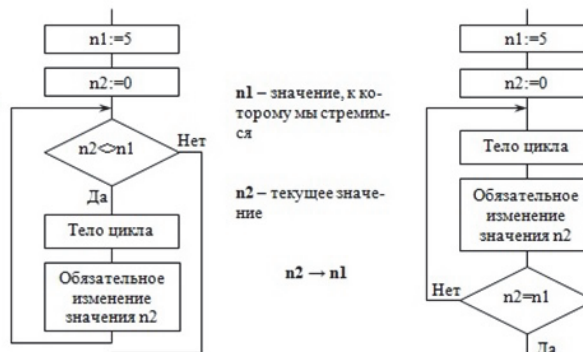 n1:=5
n2:=0
n2<>n1
Нет
Да
Тело цикла
Обязательное
изменение
значения n2
n1 – значение, к ко-
торому мы стремим-
ся
n2 – текущее значе-
ние
n2 → n1
n1:=5
n2:=0
Тело цикла
Обязательное
изменение
значения n2
Нет
n2=n1
Да